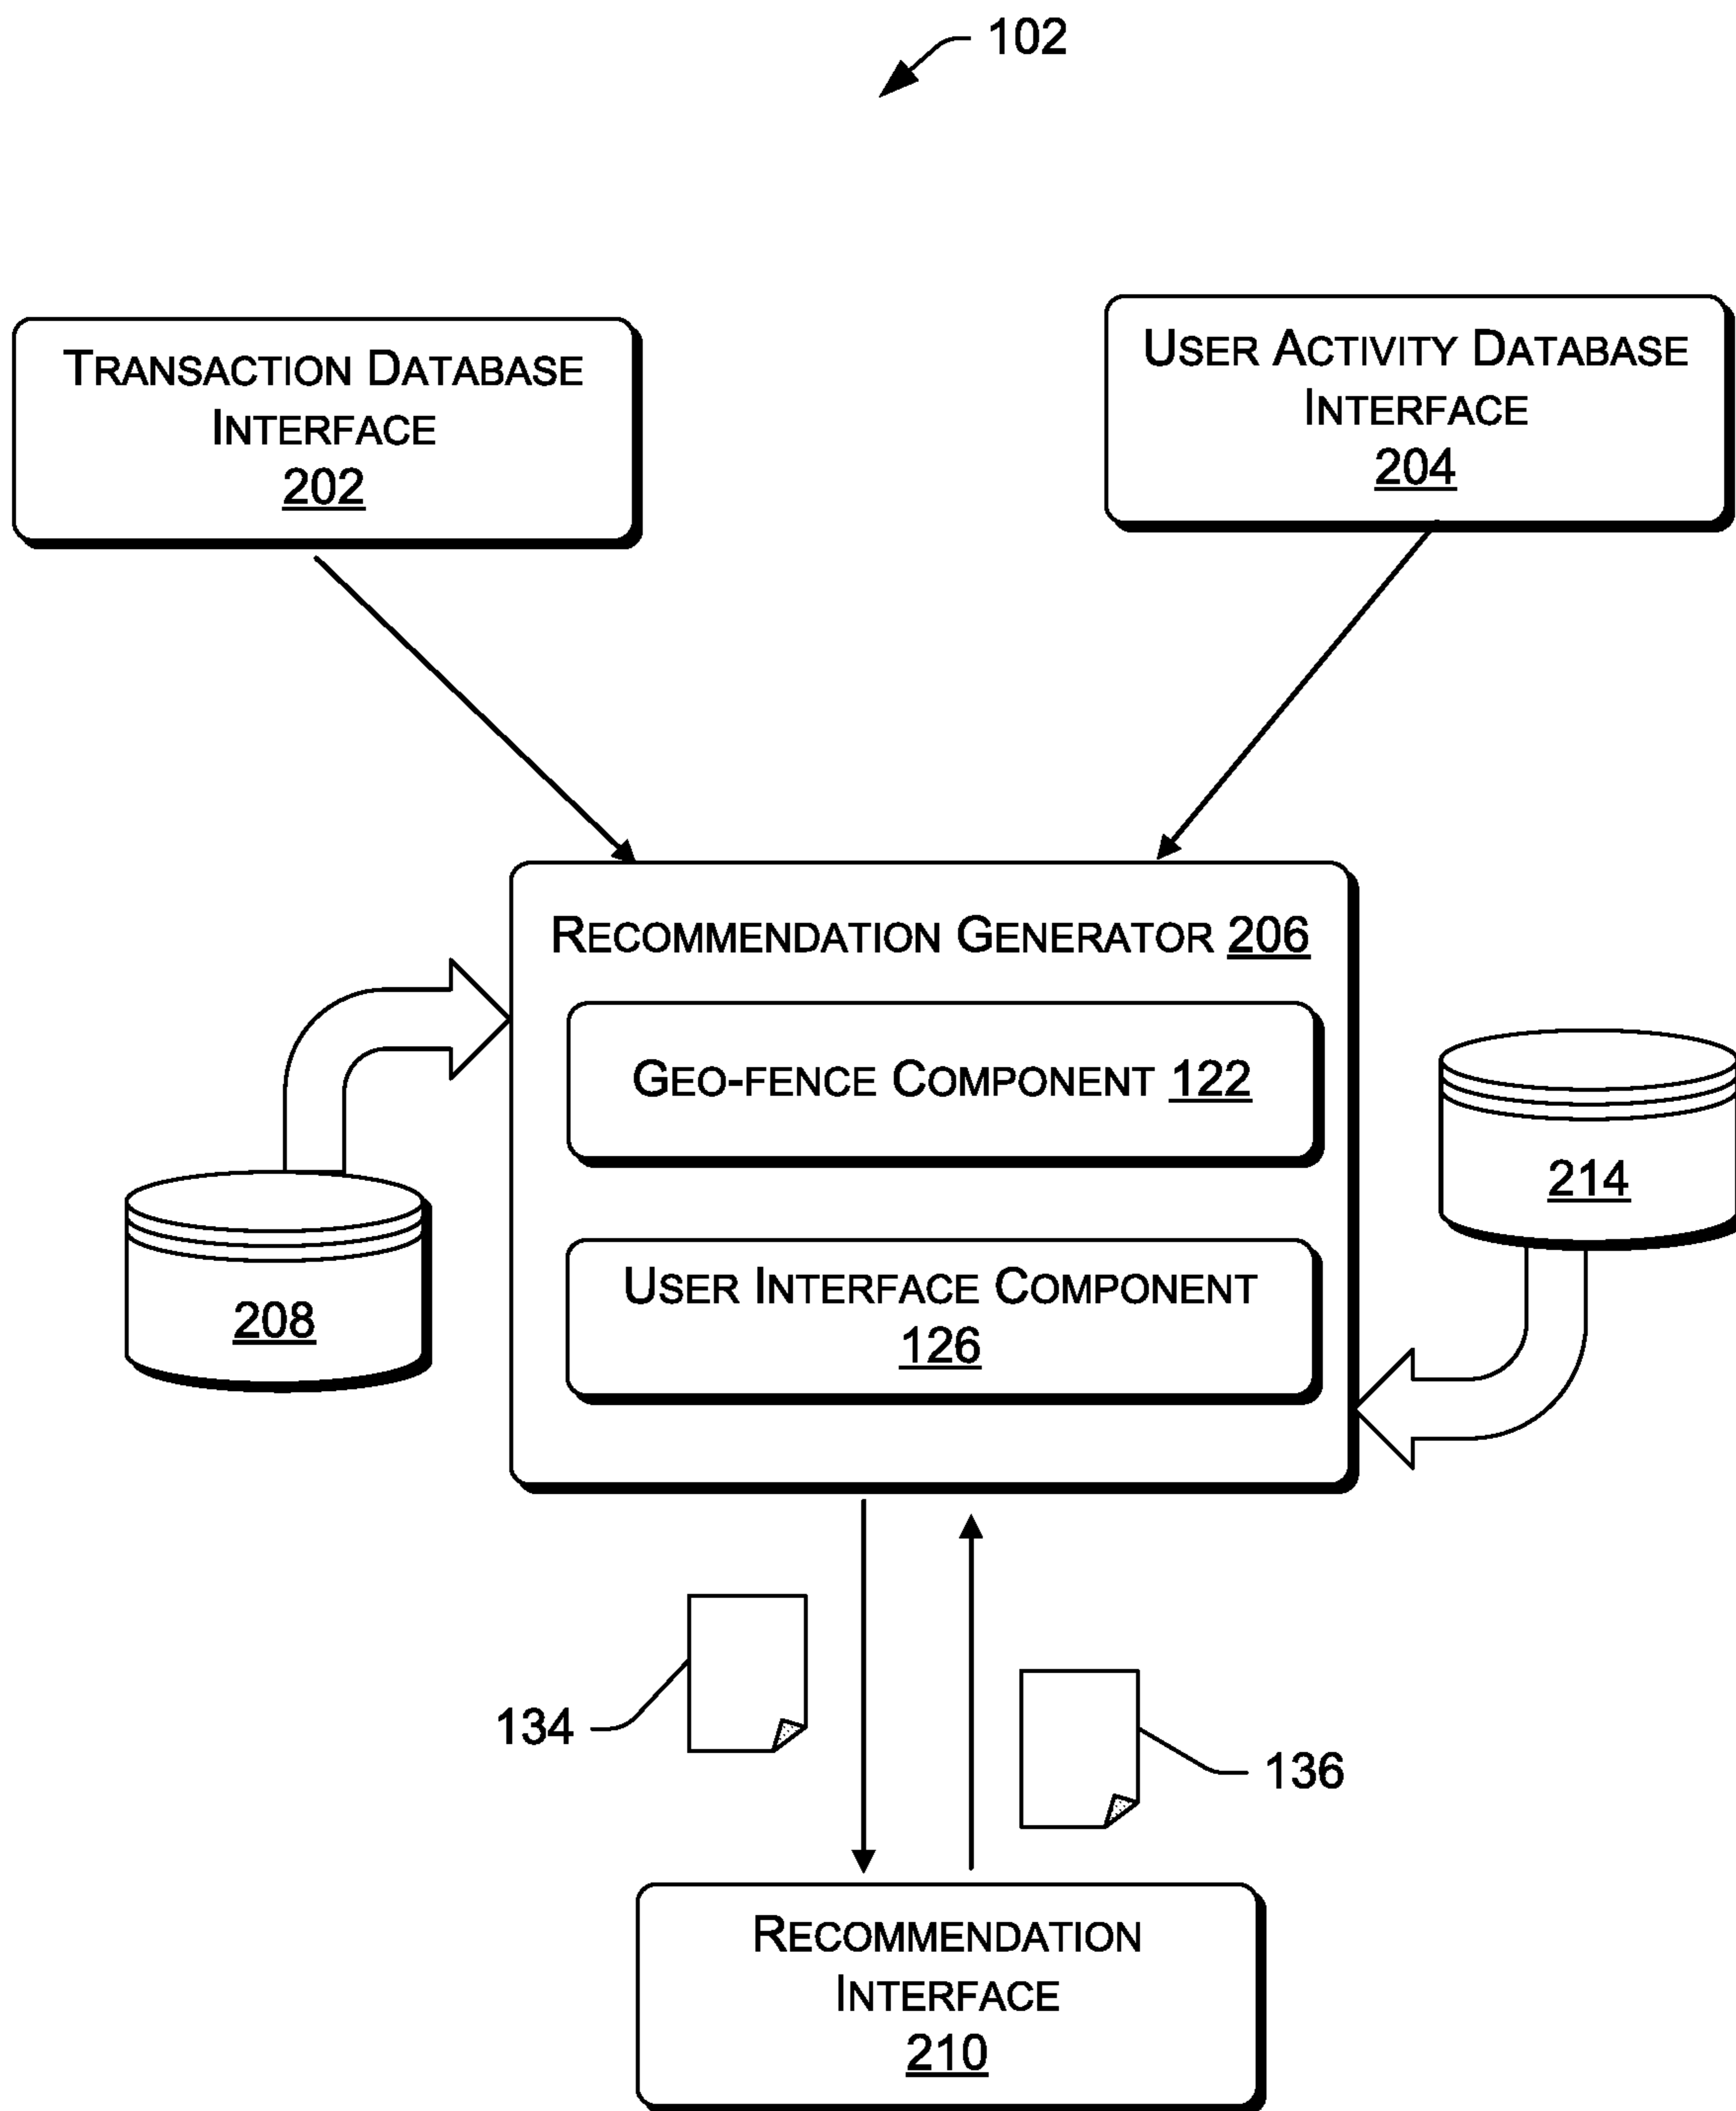 102
TRANSACTION DATABASE
INTERFACE
202
USER ACTIVITY DATABASE
INTERFACE
204
RECOMMENDATION GENERATOR 206
GEO-FENCE COMPONENT 122
214
USER INTERFACE COMPONENT
126
208
134
136
RECOMMENDATION
INTERFACE
210